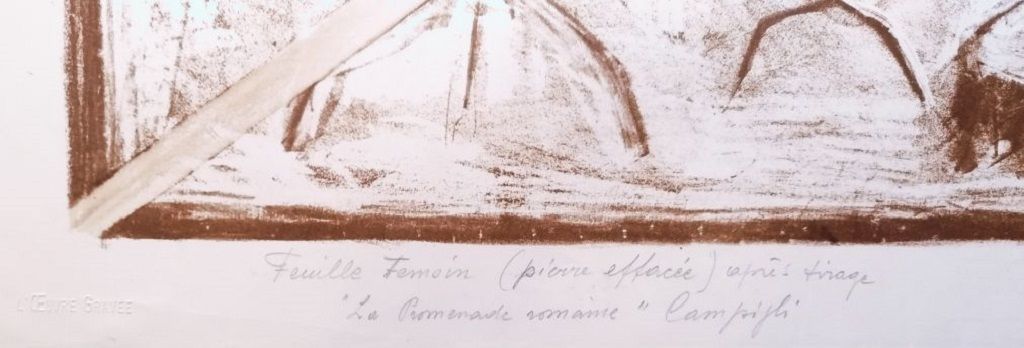 Feuille Temoin (pierre effacée) après tirage
"La Promenade romaine" Campigli
L'ŒUVRE GRAVÉE